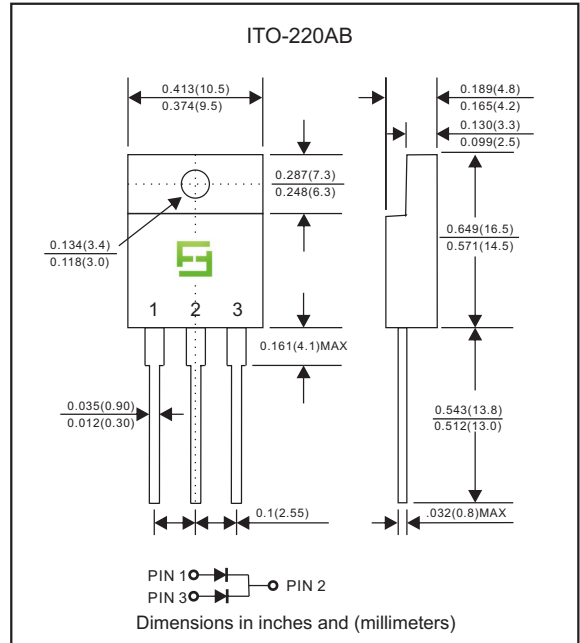 ITO-220AB
0.413(10.5)
0.374(9.5)
0.189(4.8)
0.165(4.2)
0.130(3.3)
0.099(2.5)
0.287(7.3)
0.248(6.3)
0.134(3.4)
0.118(3.0)
0.649(16.5)
0.571(14.5)
1 2 3
0.161(4.1)MAX
0.035(0.90)
0.012(0.30)
0.543(13.8)
0.512(13.0)
0.1(2.55)
.032(0.8)MAX
PIN 1
PIN 2
PIN 3
Dimensions in inches and (millimeters)